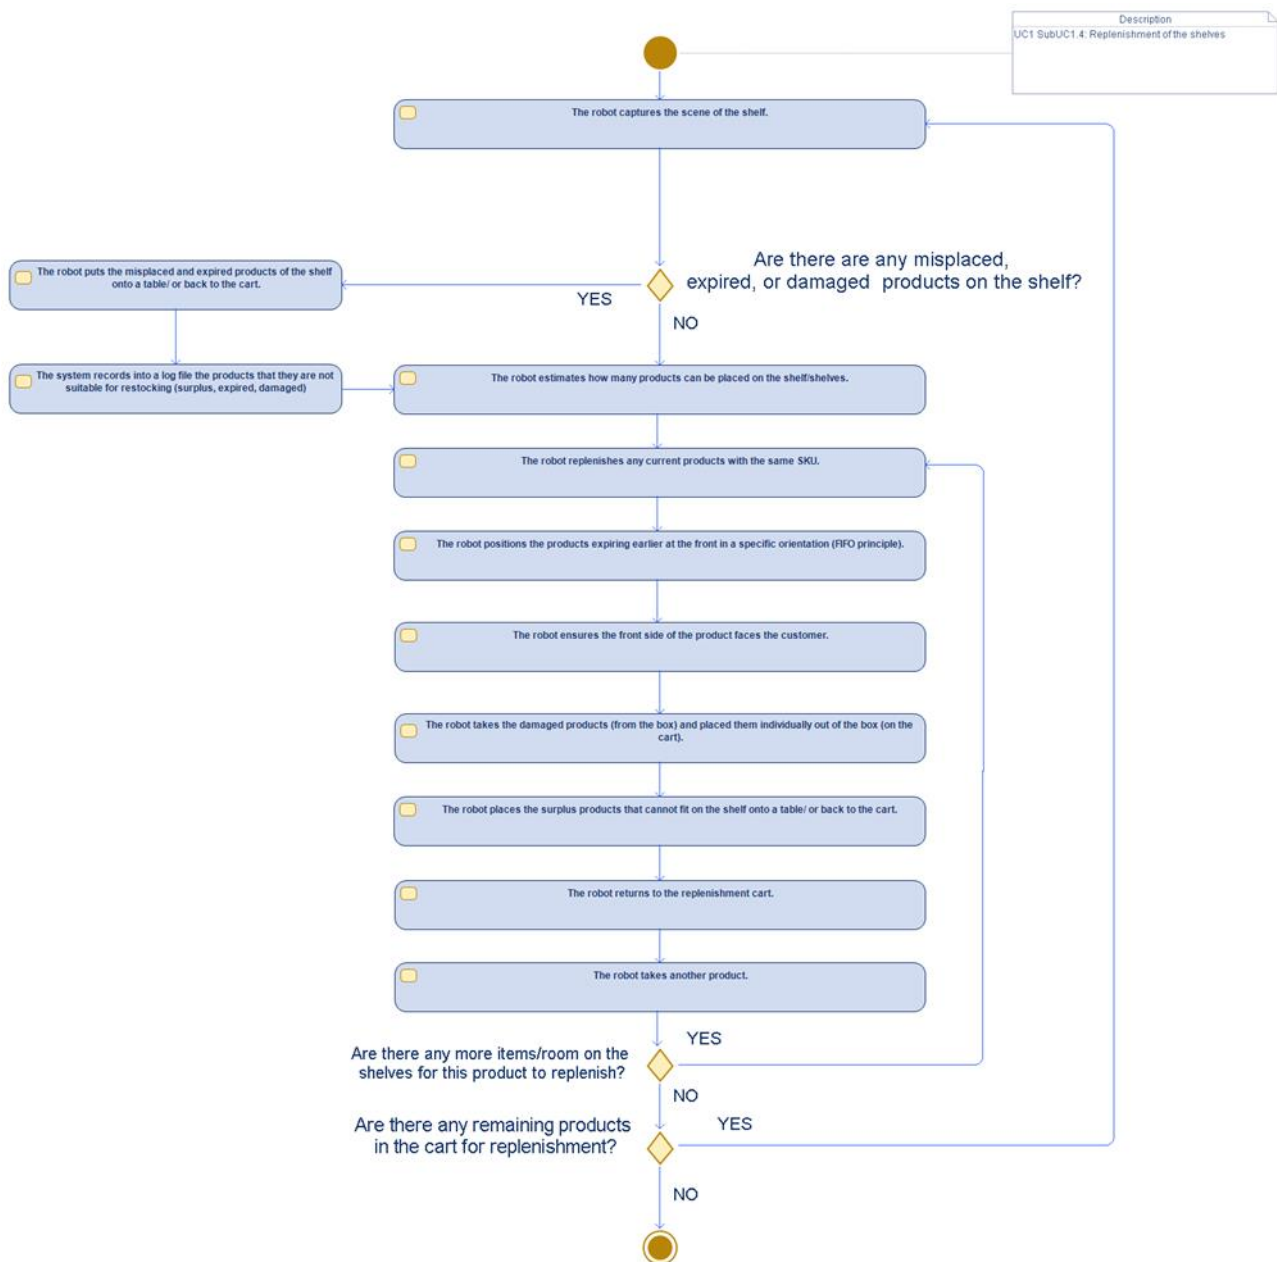 Description
UC1 SubUC1.4: Replenishment of the shelves
The robot captures the scene of the shelf.
Are there are any misplaced,
expired, or damaged products on the shelf?
YES
NO
The robot puts the misplaced and expired products of the shelf
onto a table/ or back to the cart.
The system records into a log file the products that they are not
suitable for restocking (surplus, expired, damaged)
The robot estimates how many products can be placed on the shelf/shelves.
The robot replenishes any current products with the same SKU.
The robot positions the products expiring earlier at the front in a specific orientation (FIFO principle).
The robot ensures the front side of the product faces the customer.
The robot takes the damaged products (from the box) and placed them individually out of the box (on the
cart).
The robot places the surplus products that cannot fit on the shelf onto a table/ or back to the cart.
The robot returns to the replenishment cart.
The robot takes another product.
YES
Are there any more items/room on the
shelves for this product to replenish?
NO
YES
Are there any remaining products
in the cart for replenishment?
NO